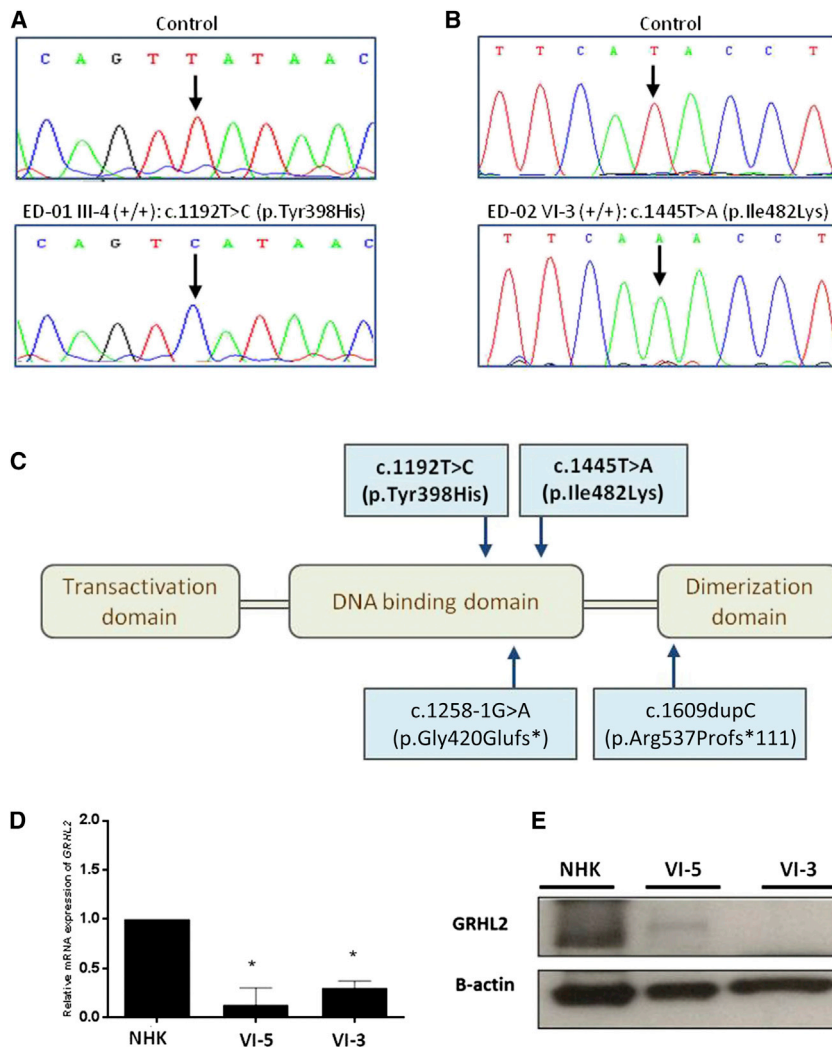 A
Control
C A G T T A T A A C
ED-01 III-4 (+/+): c.1192T>C (p.Tyr398His)
C A G T C A T A A C
B
Control
T T C A T A C C T
ED-02 VI-3 (+/+): c.1445T>A (p.Ile482Lys)
T T C A A A C C T
C
c.1192T>C
(p.Tyr398His)
c.1445T>A
(p.Ile482Lys)
Transactivation
domain
DNA binding domain
Dimerization
domain
c.1258-1G>A
(p.Gly420Glufs*)
c.1609dupC
(p.Arg537Profs*111)
D
Relative mRNA expression of GRHL2
2.0
1.5
1.0
0.5
0.0
*
*
NHK
VI-5
VI-3
E
NHK
VI-5
VI-3
GRHL2
B-actin